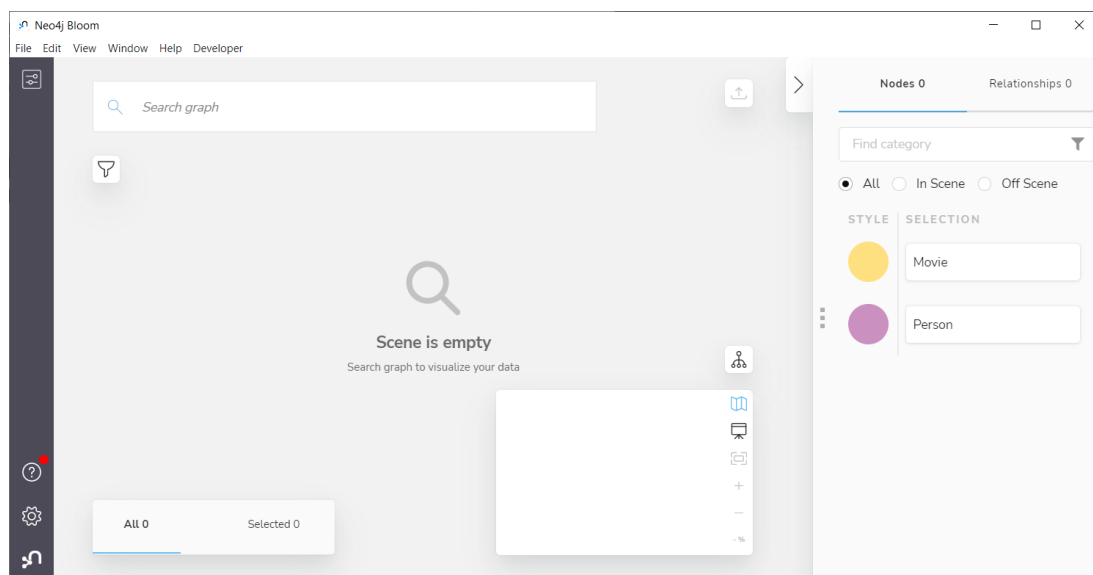 Neo4j Bloom
File Edit View Window Help Developer
Search graph
Nodes 0 Relationships 0
Find category
All In Scene Off Scene
STYLE SELECTION
Movie
Person
Scene is empty
Search graph to visualize your data
All 0 Selected 0
- %